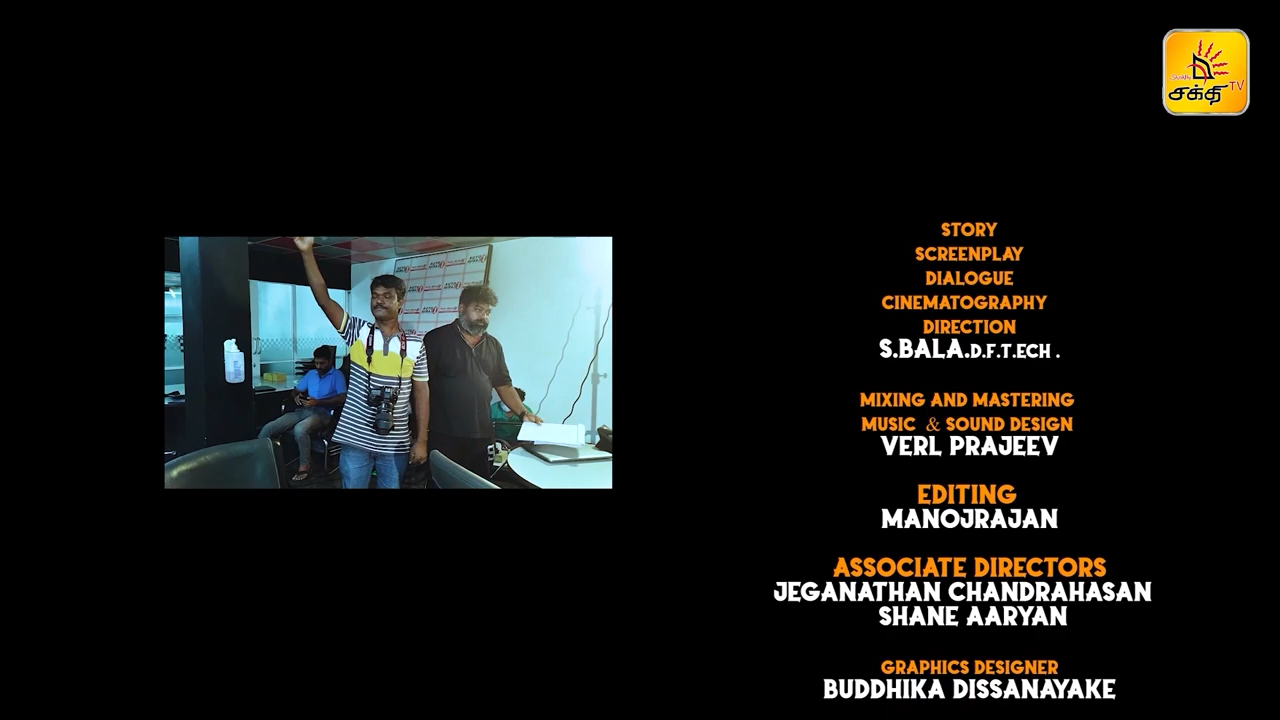 Shakthi
சக்தி TV
STORY
SCREENPLAY
DIALOGUE
CINEMATOGRAPHY
DIRECTION
S.BALA.D.F.T.ECH .
MIXING AND MASTERING
MUSIC & SOUND DESIGN
VERL PRAJEEV
EDITING
MANOJRAJAN
ASSOCIATE DIRECTORS
JEGANATHAN CHANDRAHASAN
SHANE AARYAN
GRAPHICS DESIGNER
BUDDHIKA DISSANAYAKE